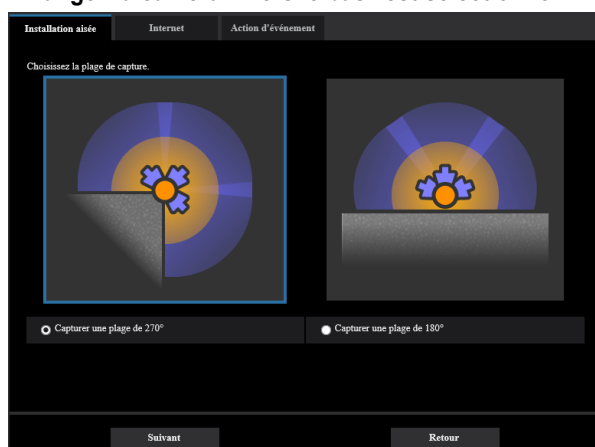 Installation aisée Internet Action d'événement
Choisissez la plage de capture.
Capturer une plage de 270° Capturer une plage de 180°
Suivant Retour